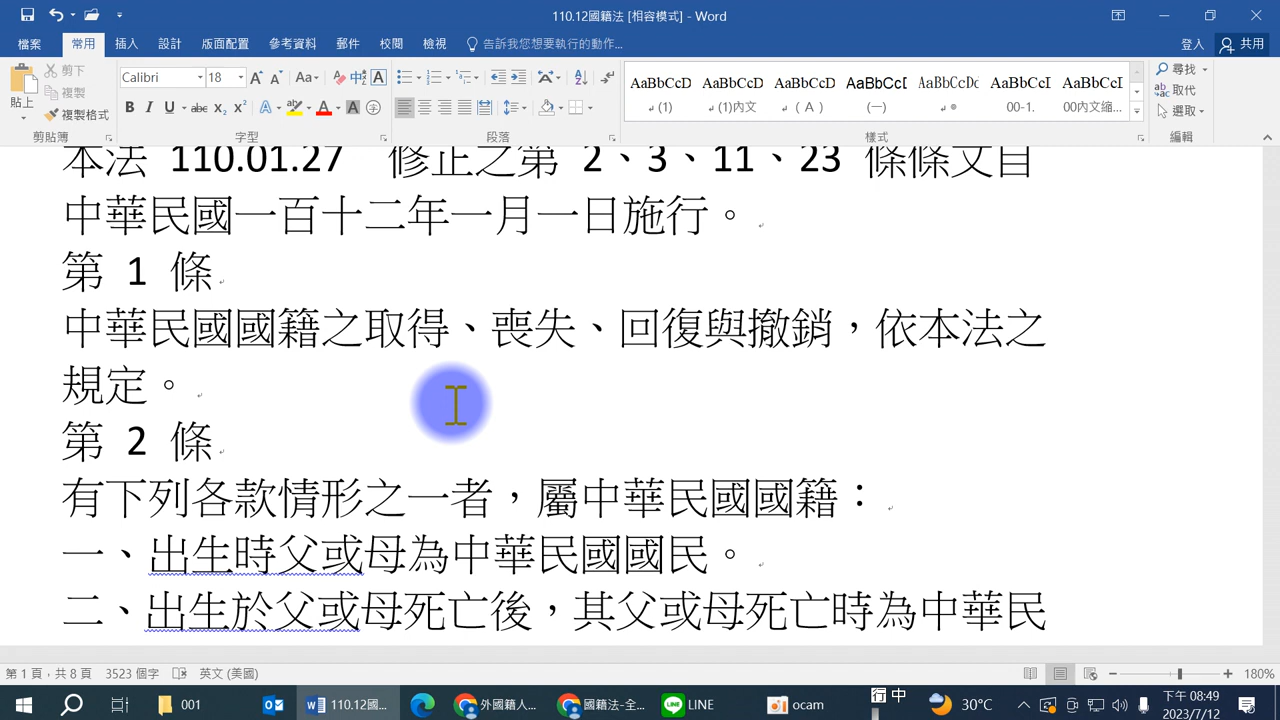 110.12國籍法 [相容模式] - Word
檔案 常用 插入 設計 版面配置 參考資料 郵件 校閱 檢視 告訴我您想要執行的動作... 登入 共用
貼上 剪下 複製 複製格式 剪貼簿
Calibri 18 字型
段落
AaBbCcD AaBbCcD AaBbCcD AaBbCcI AaBbCcDc AaBbCcD AaBbCcI
(1) (1)內文 ( A ) 00-1. 00內文縮...
樣式
尋找 取代 選取 編輯
本法 110.01.27 修正之第 2、3、11、23 條條文自
中華民國一百十二年一月一日施行。
第 1 條
中華民國國籍之取得、喪失、回復與撤銷，依本法之
規定。
第 2 條
有下列各款情形之一者，屬中華民國國籍：
一、出生時父或母為中華民國國民。
二、出生於父或母死亡後，其父或母死亡時為中華民
第 1 頁，共 8 頁 3523 個字 英文 (美國) 180%
001 110.12國... 外國籍人... 國籍法-全... LINE ocam 行 中 30°C 下午 08:49
2023/7/12